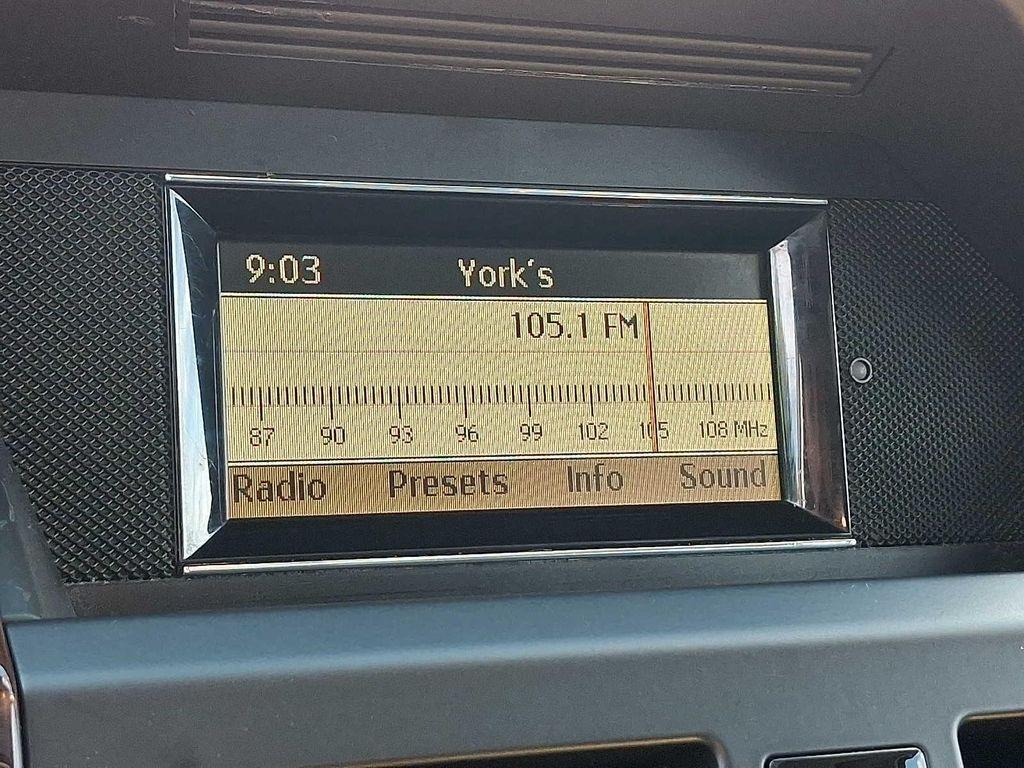 9:03 York's
105.1 FM
87 90 93 96 99 102 105 108 MHz
Radio Presets Info Sound